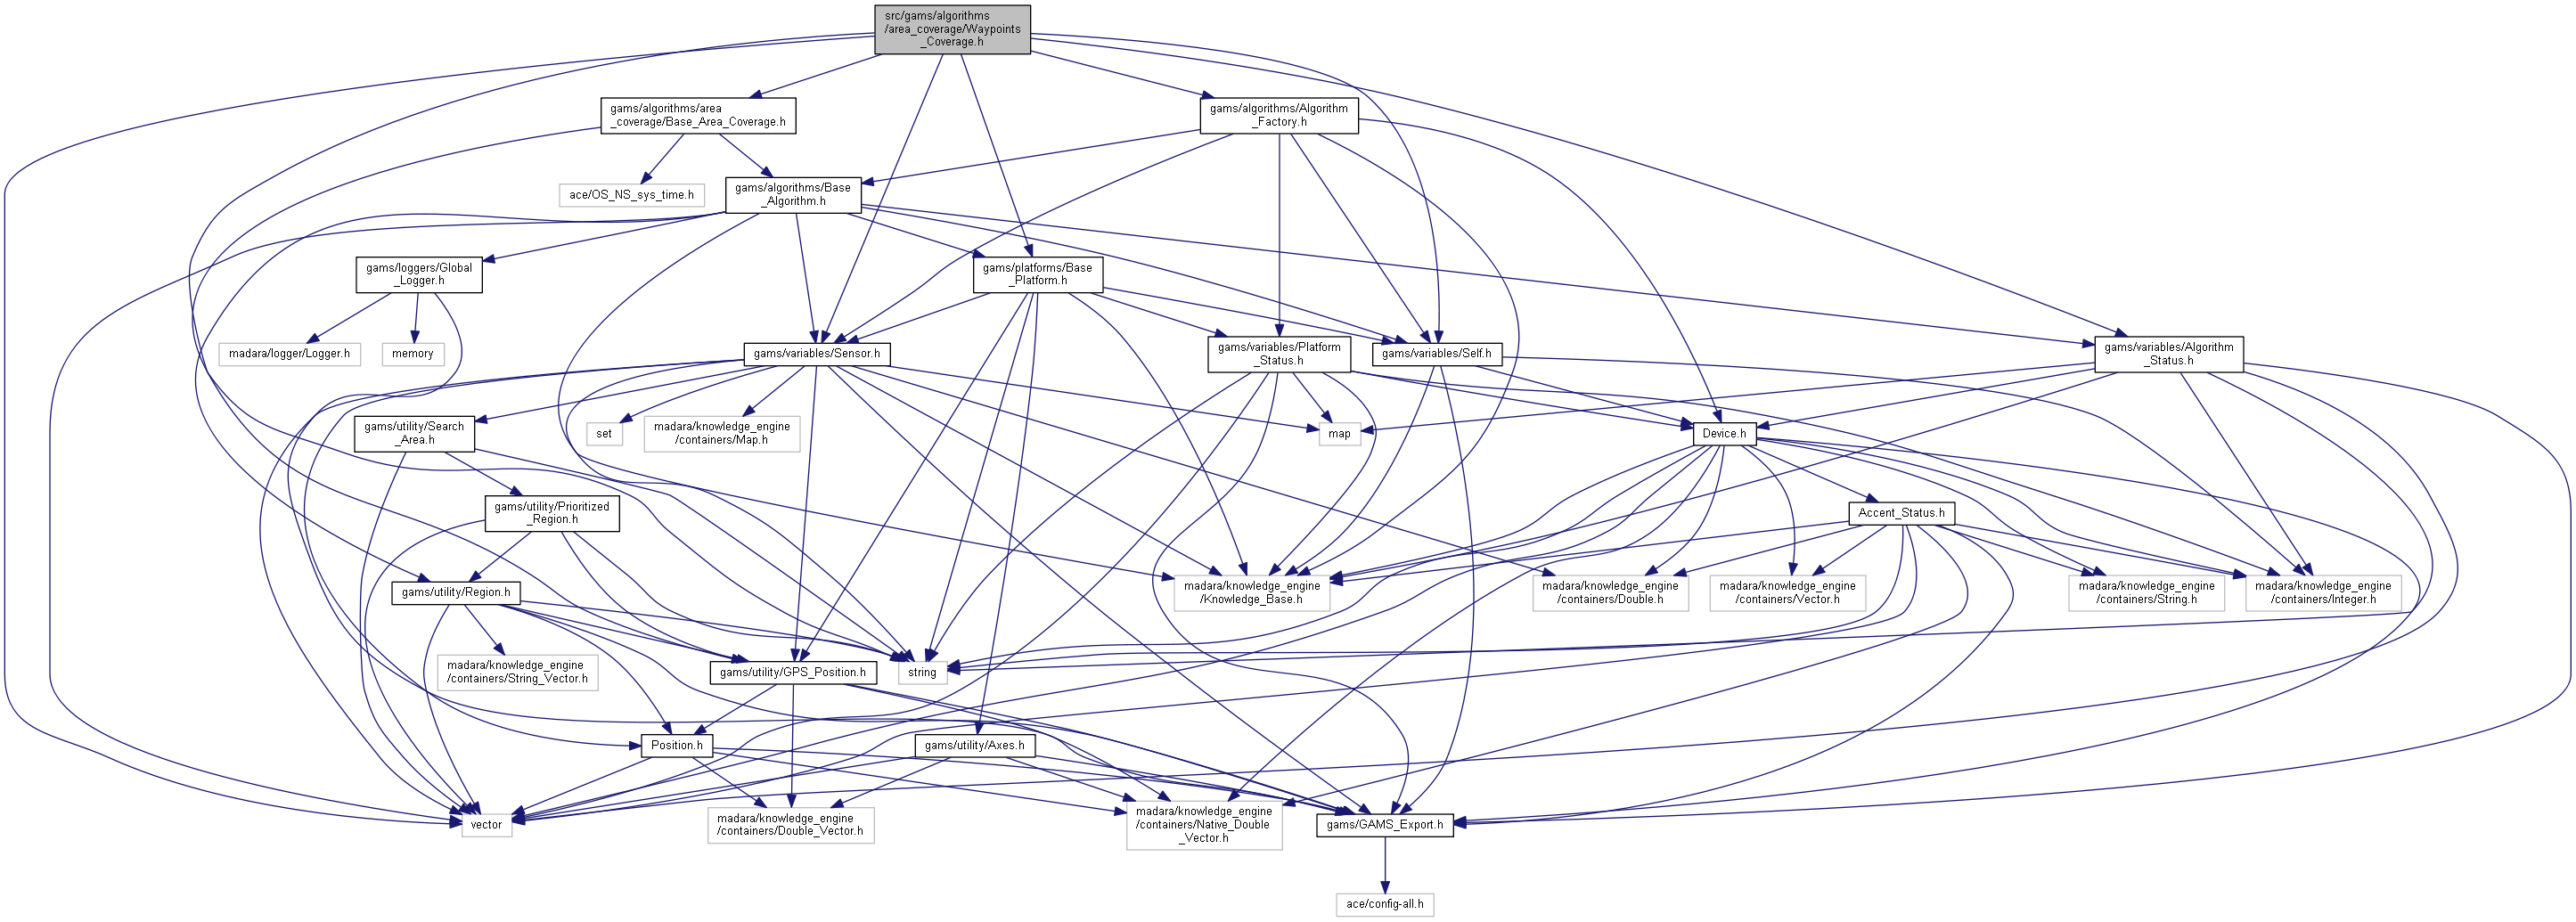 src/gams/algorithms
/area_coverage/Waypoints
_Coverage.h
gams/algorithms/area
_coverage/Base_Area_Coverage.h
gams/algorithms/Algorithm
_Factory.h
ace/OS_NS_sys_time.h
gams/algorithms/Base
_Algorithm.h
gams/loggers/Global
_Logger.h
gams/platforms/Base
_Platform.h
madara/logger/Logger.h
memory
gams/variables/Sensor.h
gams/variables/Platform
_Status.h
gams/variables/Self.h
gams/variables/Algorithm
_Status.h
gams/utility/Search
_Area.h
set
madara/knowledge_engine
/containers/Map.h
map
Device.h
gams/utility/Prioritized
_Region.h
Accent_Status.h
gams/utility/Region.h
madara/knowledge_engine
/Knowledge_Base.h
madara/knowledge_engine
/containers/Double.h
madara/knowledge_engine
/containers/Vector.h
madara/knowledge_engine
/containers/String.h
madara/knowledge_engine
/containers/Integer.h
madara/knowledge_engine
/containers/String_Vector.h
gams/utility/GPS_Position.h
string
Position.h
gams/utility/Axes.h
vector
madara/knowledge_engine
/containers/Double_Vector.h
madara/knowledge_engine
/containers/Native_Double
_Vector.h
gams/GAMS_Export.h
ace/config-all.h